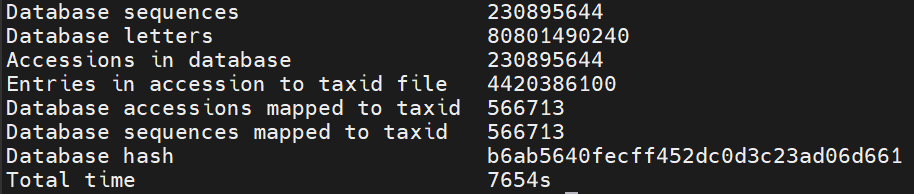 Database sequences 230895644
Database letters 80801490240
Accessions in database 230895644
Entries in accession to taxid file 4420386100
Database accessions mapped to taxid 566713
Database sequences mapped to taxid 566713
Database hash b6ab5640fecff452dc0d3c23ad06d661
Total time 7654s